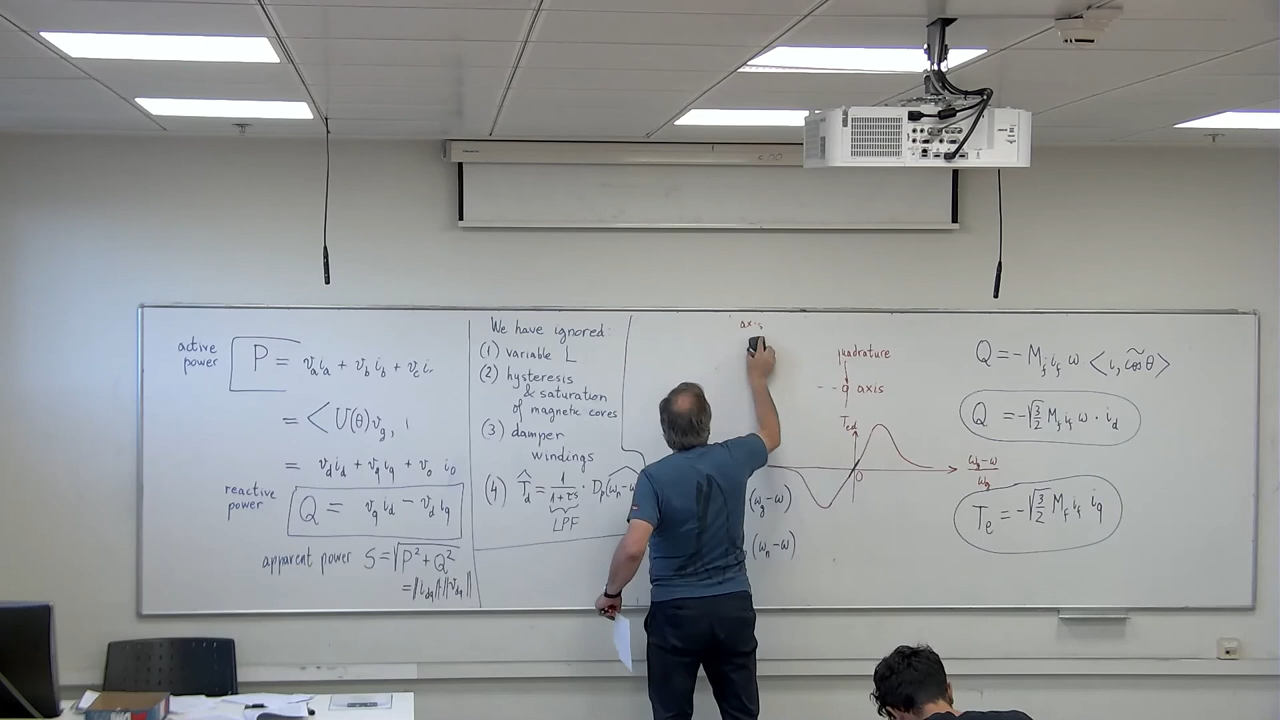 active
power
P = v_a i_a + v_b i_b + v_c i_c
= <U(θ)v_g, i
= v_d i_d + v_q i_q + v_o i_o
reactive
power
Q = v_q i_d − v_d i_q
apparent power S = √P² + Q²
= ‖i_dq‖·‖v_dq‖
We have ignored:
(1) variable L
(2) hysteresis
& saturation
of magnetic cores
(3) damper
windings
(4) T̂_d = 1/(1+τs) · D_p(ω_n − ω
LPF
axis
quadrature
--q axis
T_ed
0
(ω_g − ω)/ω_g
(ω_g − ω)
(ω_n − ω)
Q = − M_f i_f ω <i, c͠os θ>
Q = −√3/2 M_f i_f ω · i_d
T_e = −√3/2 M_f i_f i_q